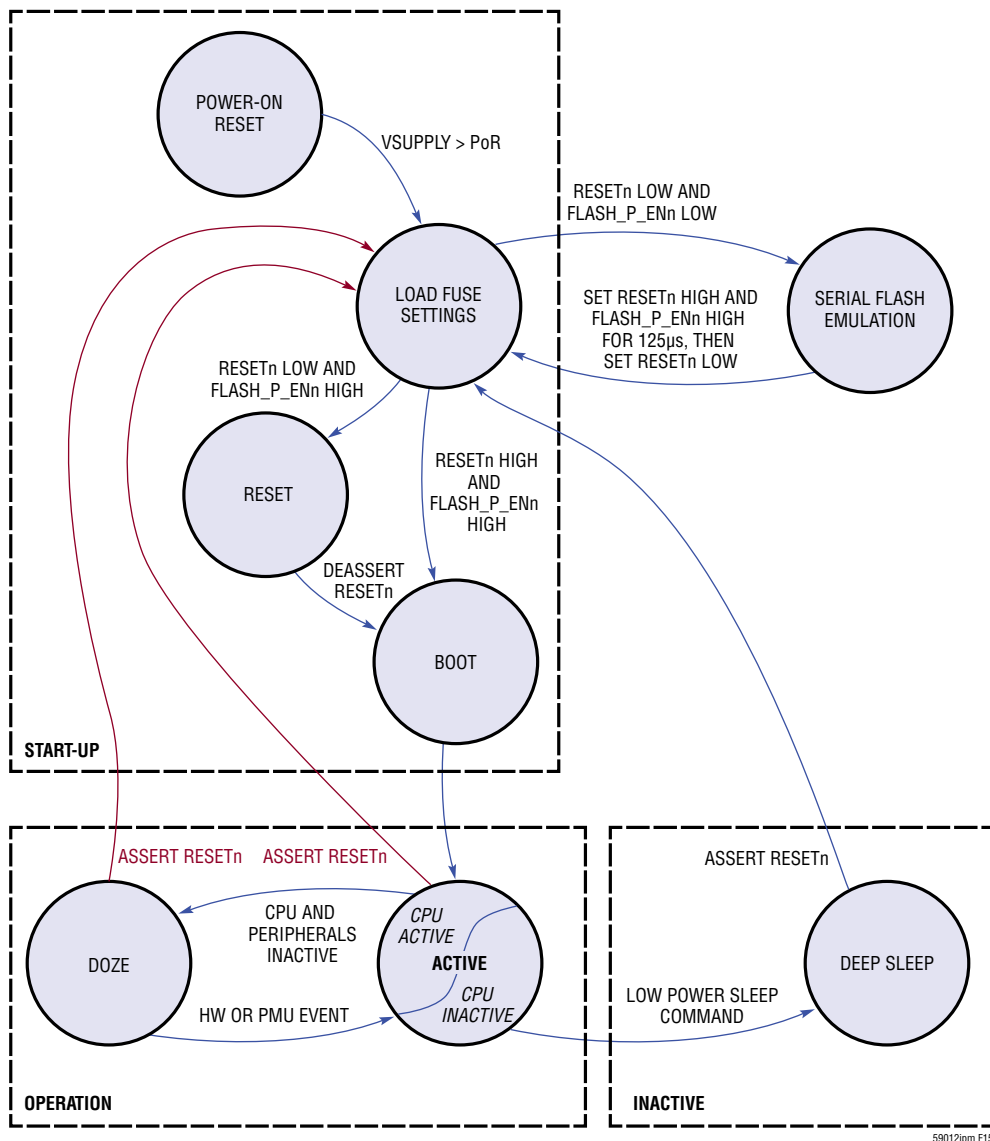 POWER-ON
RESET
VSUPPLY > PoR
RESETn LOW AND
FLASH_P_ENn LOW
LOAD FUSE
SETTINGS
SET RESETn HIGH AND
FLASH_P_ENn HIGH
FOR 125µs, THEN
SET RESETn LOW
SERIAL FLASH
EMULATION
RESETn LOW AND
FLASH_P_ENn HIGH
RESET
RESETn HIGH
AND
FLASH_P_ENn
HIGH
DEASSERT
RESETn
BOOT
START-UP
ASSERT RESETn
ASSERT RESETn
ASSERT RESETn
CPU AND
PERIPHERALS
INACTIVE
CPU
ACTIVE
ACTIVE
CPU
INACTIVE
DOZE
HW OR PMU EVENT
DEEP SLEEP
LOW POWER SLEEP
COMMAND
OPERATION
INACTIVE
59012ipm F15